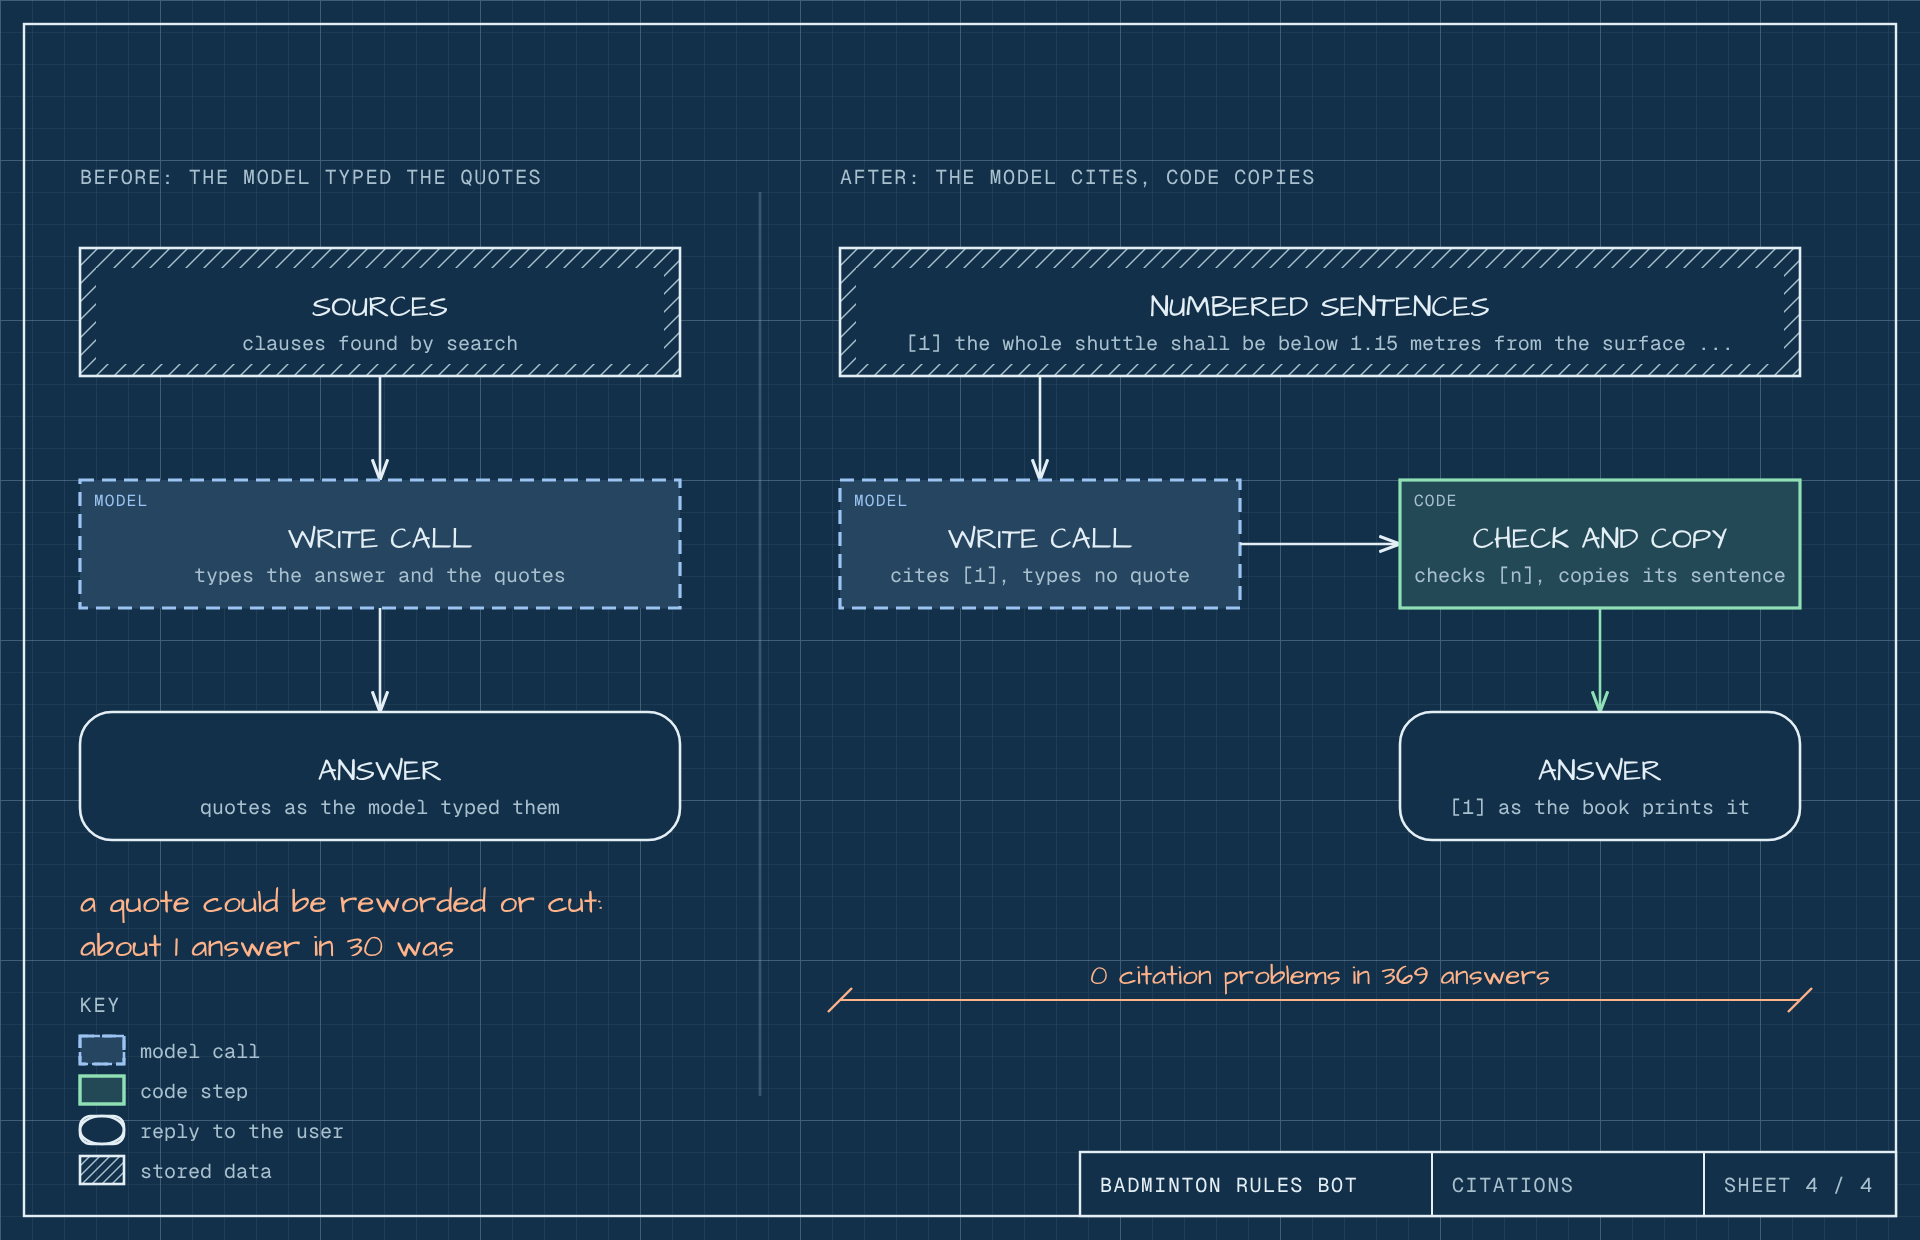 BEFORE: THE MODEL TYPED THE QUOTES
SOURCES
clauses found by search
MODEL
WRITE CALL
types the answer and the quotes
ANSWER
quotes as the model typed them
a quote could be reworded or cut:
about 1 answer in 30 was
KEY
model call
code step
reply to the user
stored data
AFTER: THE MODEL CITES, CODE COPIES
NUMBERED SENTENCES
[1] the whole shuttle shall be below 1.15 metres from the surface ...
MODEL
WRITE CALL
cites [1], types no quote
CODE
CHECK AND COPY
checks [n], copies its sentence
ANSWER
[1] as the book prints it
0 citation problems in 369 answers
BADMINTON RULES BOT
CITATIONS
SHEET 4 / 4